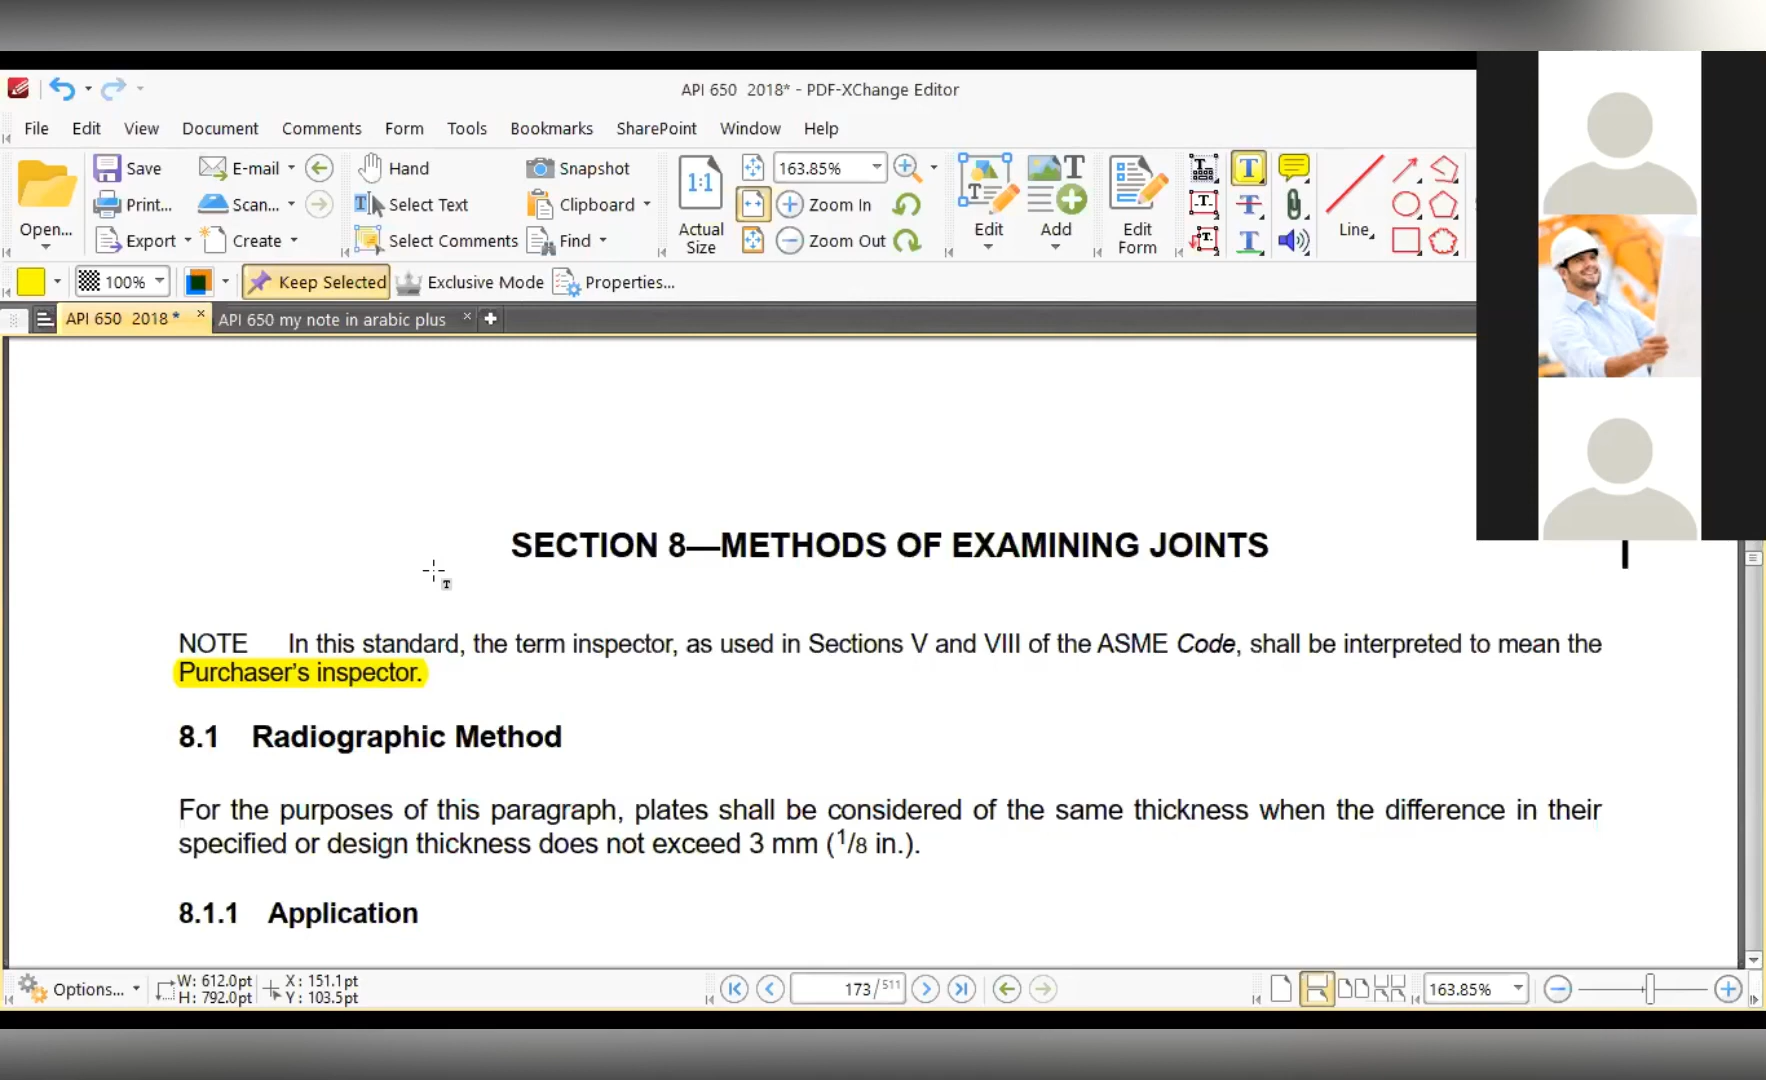 API 650 2018* - PDF-XChange Editor
File Edit View Document Comments Form Tools Bookmarks SharePoint Window Help
Open...
Save
E-mail
Print...
Scan...
Export
Create
Hand
Select Text
Select Comments
Snapshot
Clipboard
Find
1:1
Actual Size
163.85%
Zoom In
Zoom Out
Edit
Add
Edit Form
Line
100%
Keep Selected
Exclusive Mode
Properties...
API 650 2018 *
API 650 my note in arabic plus
SECTION 8—METHODS OF EXAMINING JOINTS
NOTE In this standard, the term inspector, as used in Sections V and VIII of the ASME Code, shall be interpreted to mean the
Purchaser's inspector.
8.1 Radiographic Method
For the purposes of this paragraph, plates shall be considered of the same thickness when the difference in their
specified or design thickness does not exceed 3 mm (1/8 in.).
8.1.1 Application
Options...
W: 612.0pt
H: 792.0pt
X: 151.1pt
Y: 103.5pt
173/511
163.85%